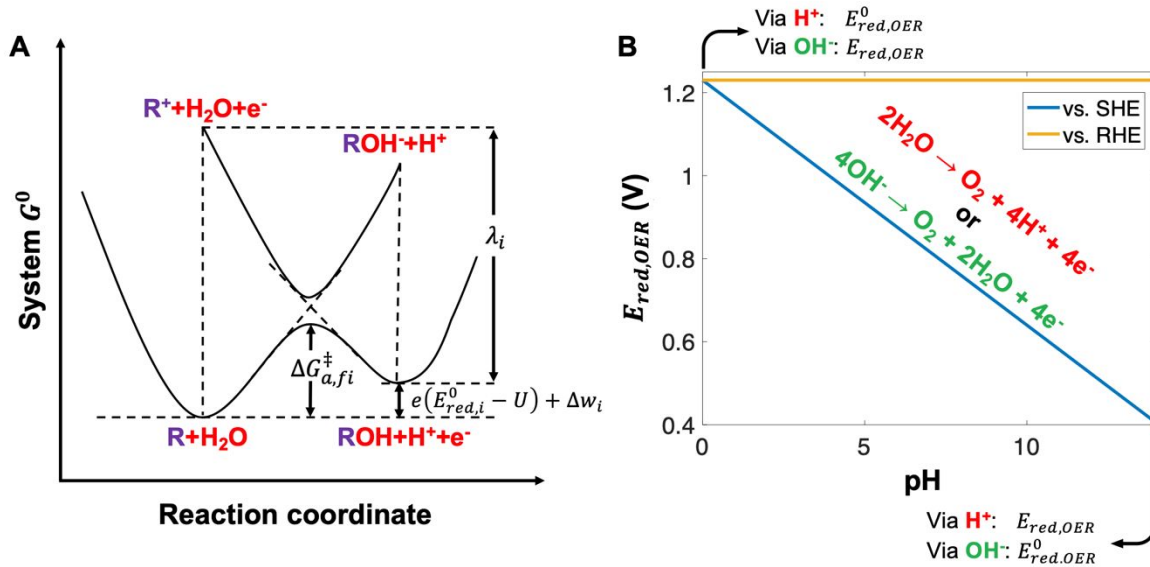 A
System G⁰
R⁺+H₂O+e⁻
ROH⁻+H⁺
λᵢ
ΔG‡ₐ,fᵢ
e(E⁰red,i − U) + Δwᵢ
R+H₂O
ROH+H⁺+e⁻
Reaction coordinate
B
Via H⁺: E⁰red,OER
Via OH⁻: Ered,OER
Ered,OER (V)
1.2
1
0.8
0.6
0.4
vs. SHE
vs. RHE
2H₂O → O₂ + 4H⁺ + 4e⁻
or
4OH⁻ → O₂ + 2H₂O + 4e⁻
0
5
10
pH
Via H⁺: Ered,OER
Via OH⁻: E⁰red.OER